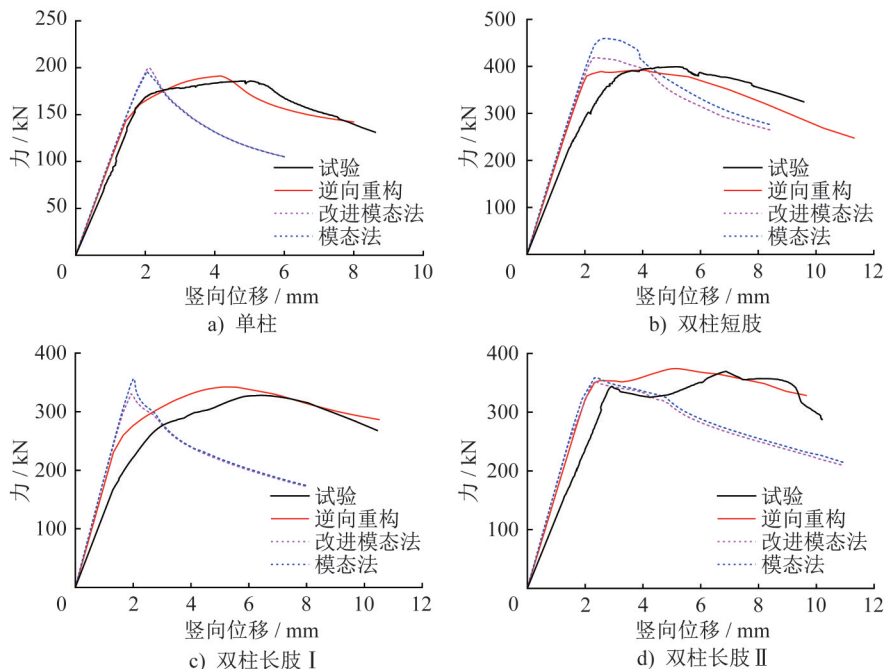 250
200
150
100
50
0
力 / kN
试验
逆向重构
改进模态法
模态法
2 4 6 8 10
竖向位移 / mm
a) 单柱
500
400
300
200
100
0
力 / kN
试验
逆向重构
改进模态法
模态法
2 4 6 8 10 12
竖向位移 / mm
b) 双柱短肢
400
300
200
100
0
力 / kN
试验
逆向重构
改进模态法
模态法
2 4 6 8 10 12
竖向位移 / mm
c) 双柱长肢 Ⅰ
400
300
200
100
0
力 / kN
试验
逆向重构
改进模态法
模态法
2 4 6 8 10 12
竖向位移 / mm
d) 双柱长肢 Ⅱ